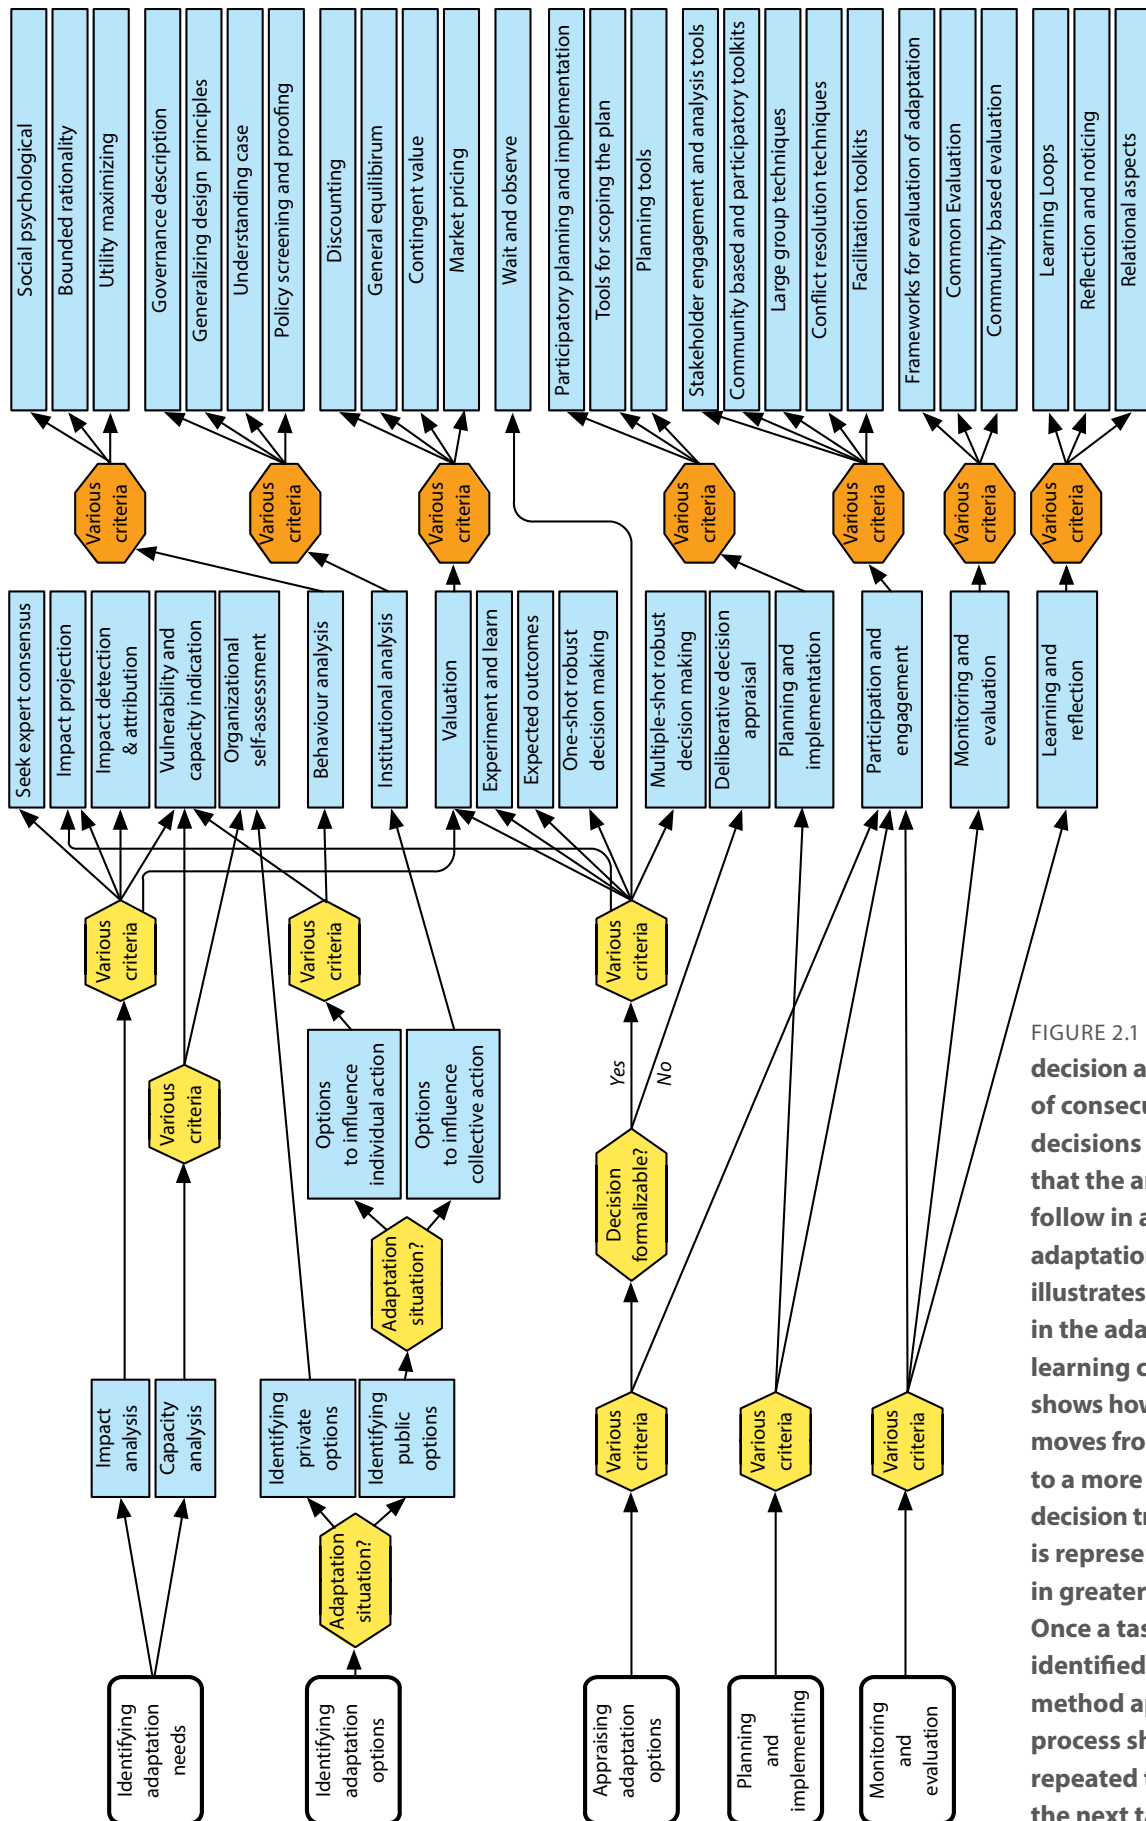 Identifying
adaptation
needs
Identifying
adaptation
options
Appraising
adaptation
options
Planning
and
implementing
Monitoring
and
evaluation
Adaptation
situation?
Impact
analysis
Capacity
analysis
Identifying
private
options
Identifying
public
options
Various
criteria
Various
criteria
Various
criteria
Adaptation
situation?
Various
criteria
Options
to influence
individual action
Options
to influence
collective action
Decision
formalizable?
Yes
No
Various
criteria
Various
criteria
Various
criteria
Seek expert consensus
Impact projection
Impact detection
& attribution
Vulnerability and
capacity indication
Organizational
self-assessment
Behaviour analysis
Institutional analysis
Valuation
Experiment and learn
Expected outcomes
One-shot robust
decision making
Multiple-shot robust
decision making
Deliberative decision
appraisal
Planning and
implementation
Participation and
engagement
Monitoring and
evaluation
Learning and
reflection
Various
criteria
Various
criteria
Various
criteria
Various
criteria
Various
criteria
Various
criteria
Various
criteria
Social psychological
Bounded rationality
Utility maximizing
Governance description
Generalizing design principles
Understanding case
Policy screening and proofing
Discounting
General equilibirum
Contingent value
Market pricing
Wait and observe
Participatory planning and implementation
Tools for scoping the plan
Planning tools
Stakeholder engagement and analysis tools
Community based and participatory toolkits
Large group techniques
Conflict resolution techniques
Facilitation toolkits
Frameworks for evaluation of adaptation
Common Evaluation
Community based evaluation
Learning Loops
Reflection and noticing
Relational aspects
FIGURE 2.1
decision a
of consecu
decisions
that the a
follow in a
adaptation
illustrates
in the ada
learning c
shows how
moves fro
to a more
decision tr
is represe
in greater
Once a tas
identified
method ap
process sh
repeated t
the next t